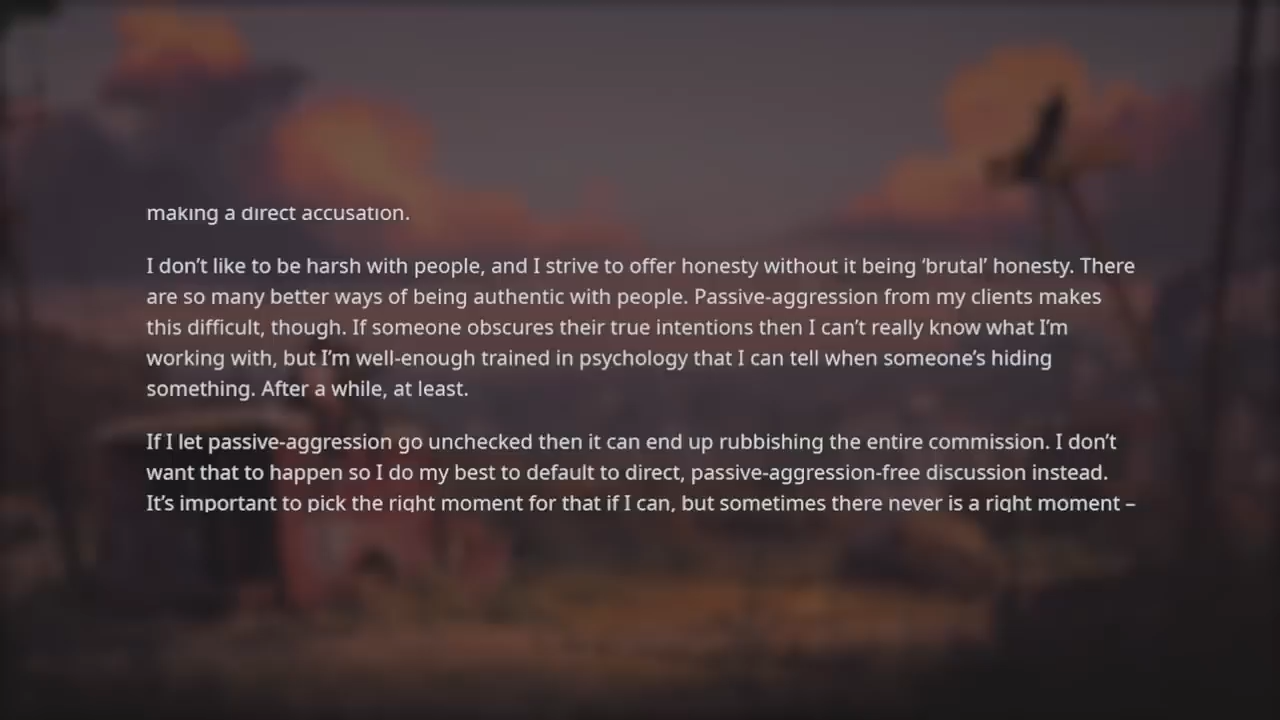 making a direct accusation.
I don’t like to be harsh with people, and I strive to offer honesty without it being ‘brutal’ honesty. There
are so many better ways of being authentic with people. Passive-aggression from my clients makes
this difficult, though. If someone obscures their true intentions then I can’t really know what I’m
working with, but I’m well-enough trained in psychology that I can tell when someone’s hiding
something. After a while, at least.
If I let passive-aggression go unchecked then it can end up rubbishing the entire commission. I don’t
want that to happen so I do my best to default to direct, passive-aggression-free discussion instead.
It’s important to pick the right moment for that if I can, but sometimes there never is a right moment –